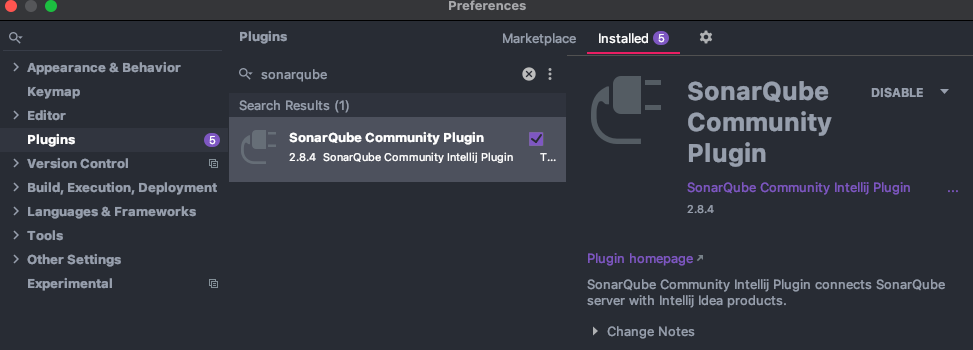 Preferences
Plugins
Marketplace
Installed 5
Appearance & Behavior
Keymap
Editor
Plugins 5
Version Control
Build, Execution, Deployment
Languages & Frameworks
Tools
Other Settings
Experimental
sonarqube
Search Results (1)
SonarQube Community Plugin
2.8.4 SonarQube Community Intellij Plugin T...
SonarQube
Community
Plugin
DISABLE
SonarQube Community Intellij Plugin ...
2.8.4
Plugin homepage
SonarQube Community Intellij Plugin connects SonarQube
server with Intellij Idea products.
Change Notes